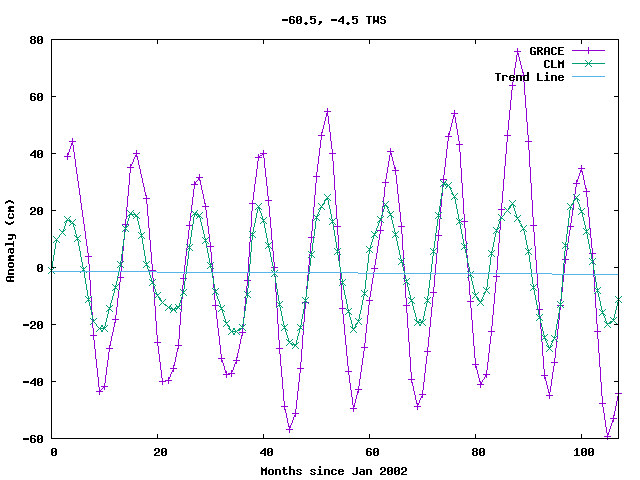 -60.5, -4.5 TWS
GRACE
CLM
Trend Line
80
60
40
20
0
-20
-40
-60
Anomaly (cm)
0 20 40 60 80 100
Months since Jan 2002